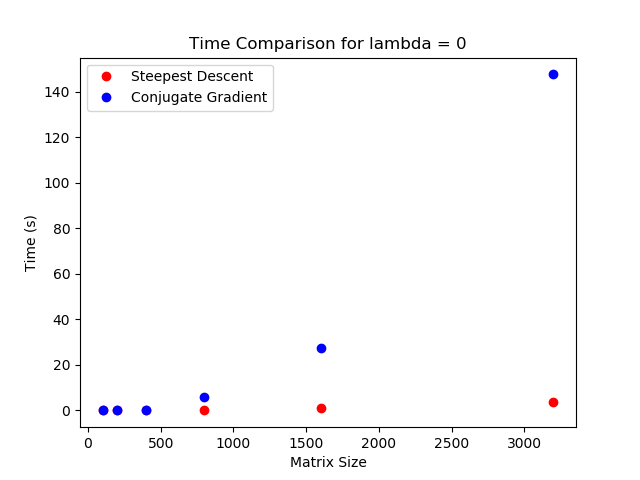 Time Comparison for lambda = 0
Steepest Descent
Conjugate Gradient
140
120
100
80
60
40
20
0
Time (s)
0 500 1000 1500 2000 2500 3000
Matrix Size